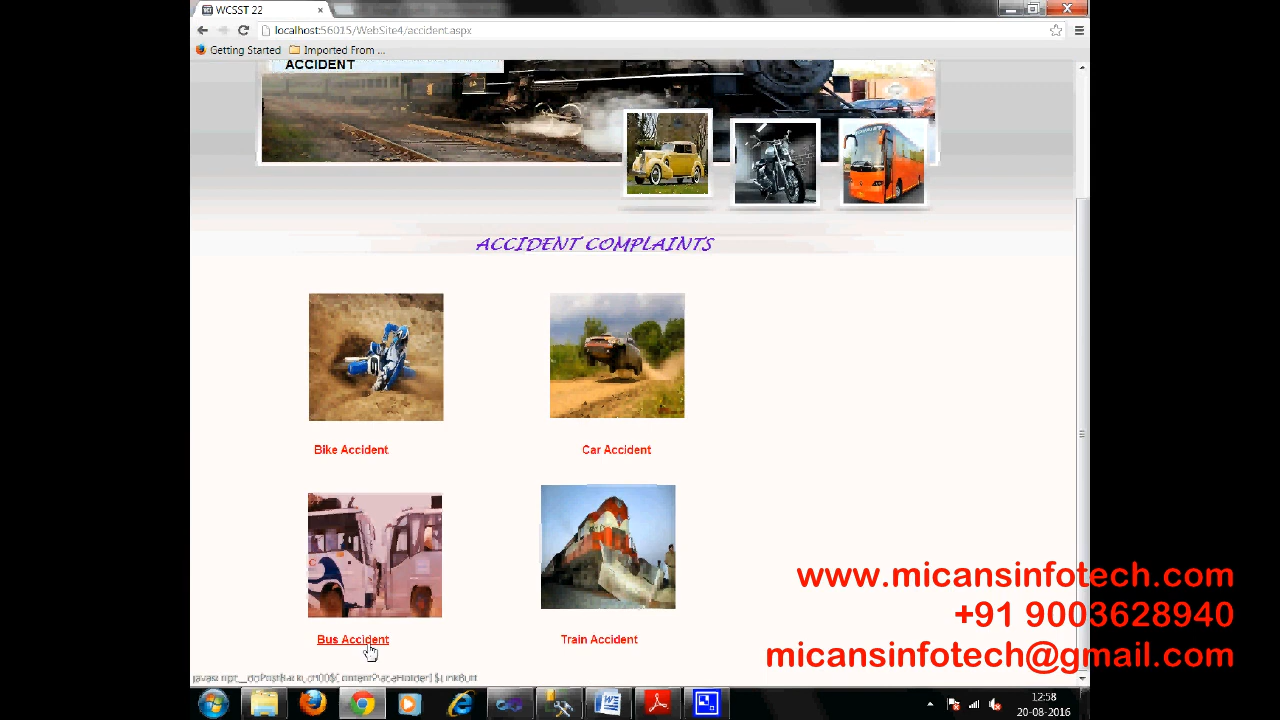 WCSST 22
localhost:56015/WebSite4/accident.aspx
Getting Started
Imported From ...
ACCIDENT
ACCIDENT COMPLAINTS
Bike Accident
Car Accident
Bus Accident
Train Accident
www.micansinfotech.com
+91 9003628940
micansinfotech@gmail.com
12:58
20-08-2016